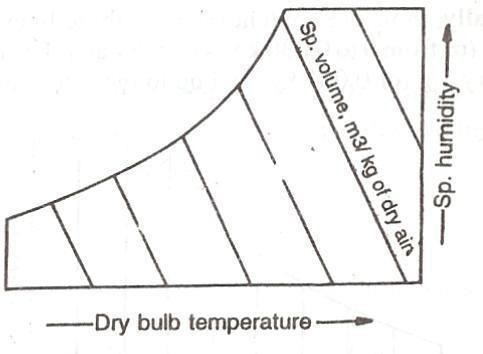 Sp. volume, m3/ kg of dry air
Sp. humidity
Dry bulb temperature